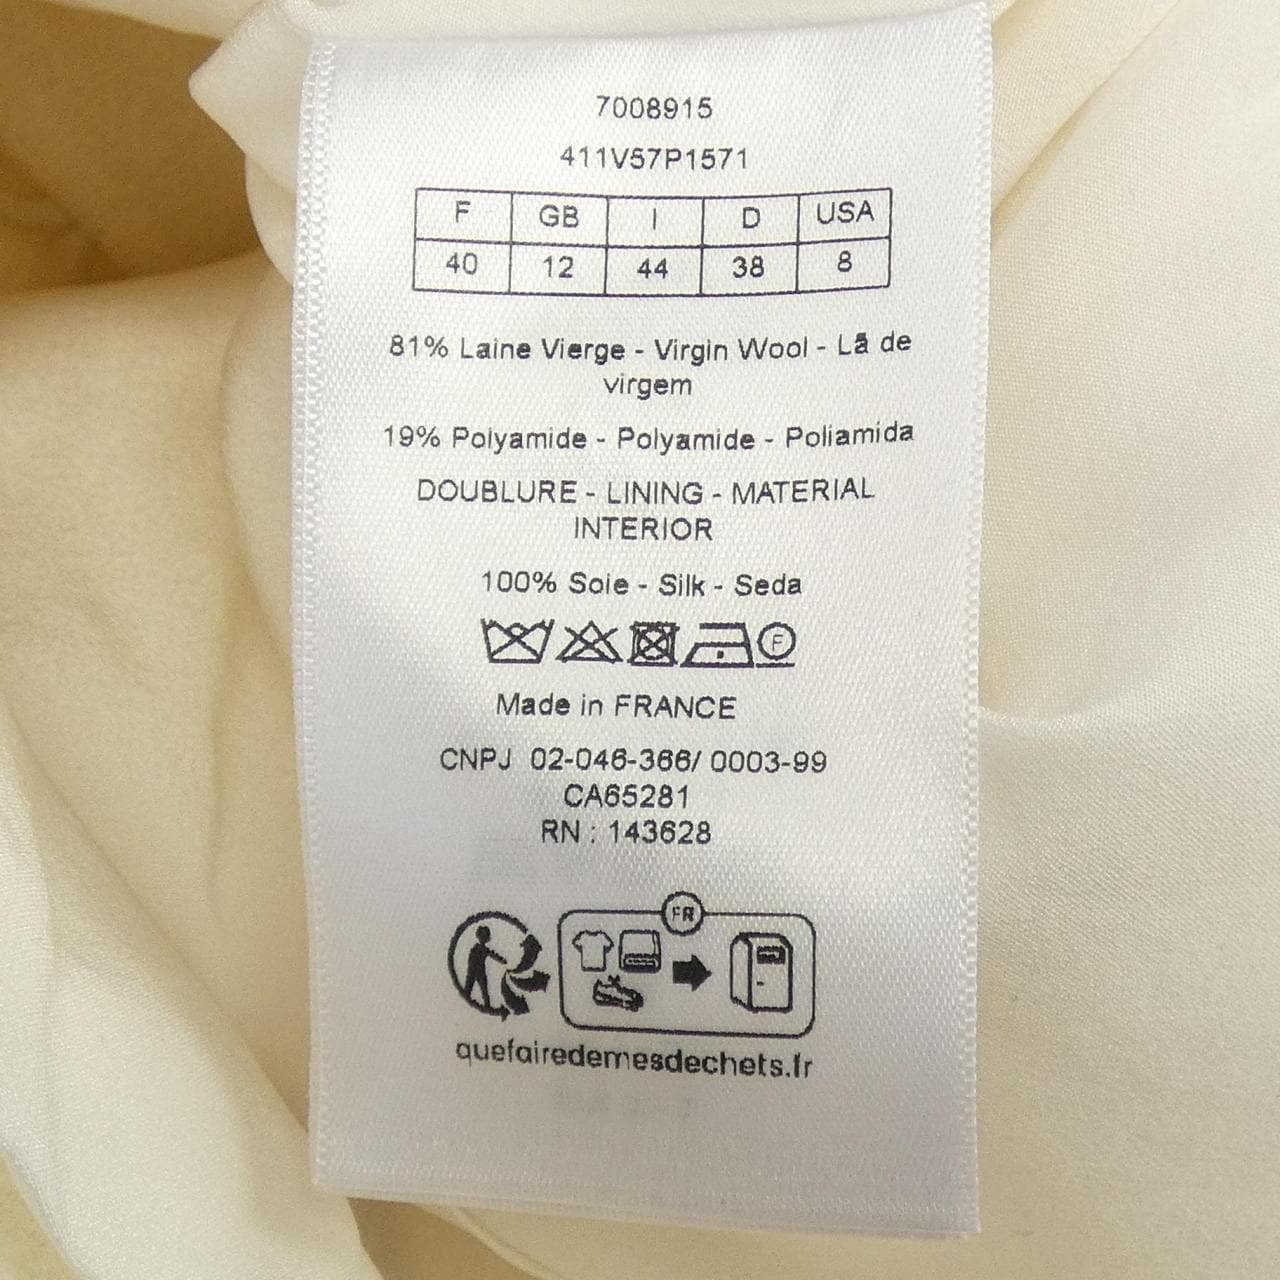 7008915
411V57P1571
F GB I D USA
40 12 44 38 8
81% Laine Vierge - Virgin Wool - Lã de
virgem
19% Polyamide - Polyamide - Poliamida
DOUBLURE - LINING - MATERIAL
INTERIOR
100% Soie - Silk - Seda
F
Made in FRANCE
CNPJ 02-046-366/ 0003-99
CA65281
RN : 143628
FR
quefairedemesdechets.fr